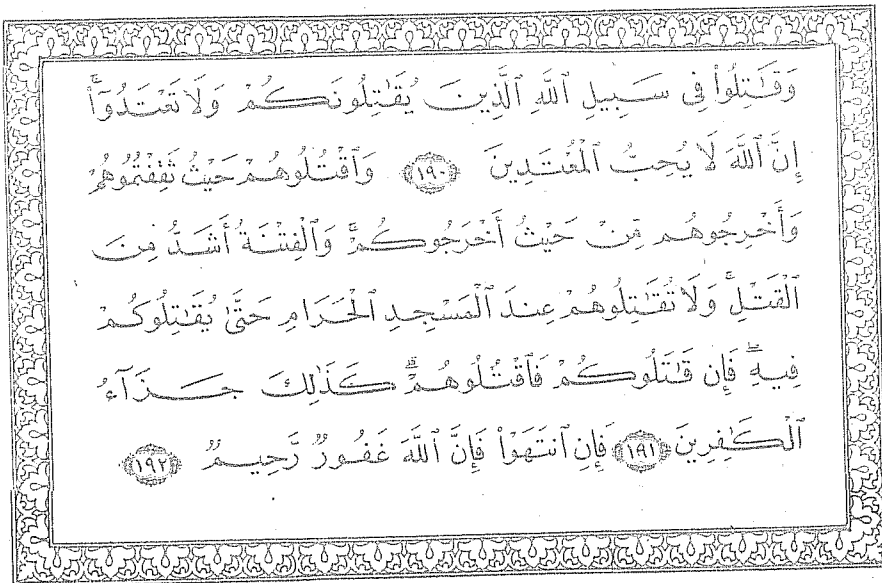 وَقَٰتِلُوا۟ فِى سَبِيلِ ٱللَّهِ ٱلَّذِينَ يُقَٰتِلُونَكُمْ وَلَا تَعْتَدُوٓا۟ۚ
إِنَّ ٱللَّهَ لَا يُحِبُّ ٱلْمُعْتَدِينَ ١٩٠ وَٱقْتُلُوهُمْ حَيْثُ ثَقِفْتُمُوهُمْ
وَأَخْرِجُوهُم مِّنْ حَيْثُ أَخْرَجُوكُمْۚ وَٱلْفِتْنَةُ أَشَدُّ مِنَ
ٱلْقَتْلِۚ وَلَا تُقَٰتِلُوهُمْ عِندَ ٱلْمَسْجِدِ ٱلْحَرَامِ حَتَّىٰ يُقَٰتِلُوكُمْ
فِيهِۖ فَإِن قَٰتَلُوكُمْ فَٱقْتُلُوهُمْۗ كَذَٰلِكَ جَزَآءُ
ٱلْكَٰفِرِينَ ١٩١ فَإِنِ ٱنتَهَوْا۟ فَإِنَّ ٱللَّهَ غَفُورٌ رَّحِيمٌ ١٩٢